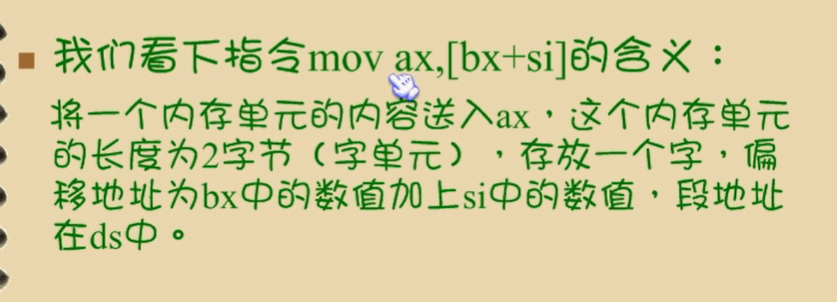 我们看下指令mov ax,[bx+si]的含义：
将一个内存单元的内容送入ax，这个内存单元
的长度为2字节（字单元），存放一个字，偏
移地址为bx中的数值加上si中的数值，段地址
在ds中。